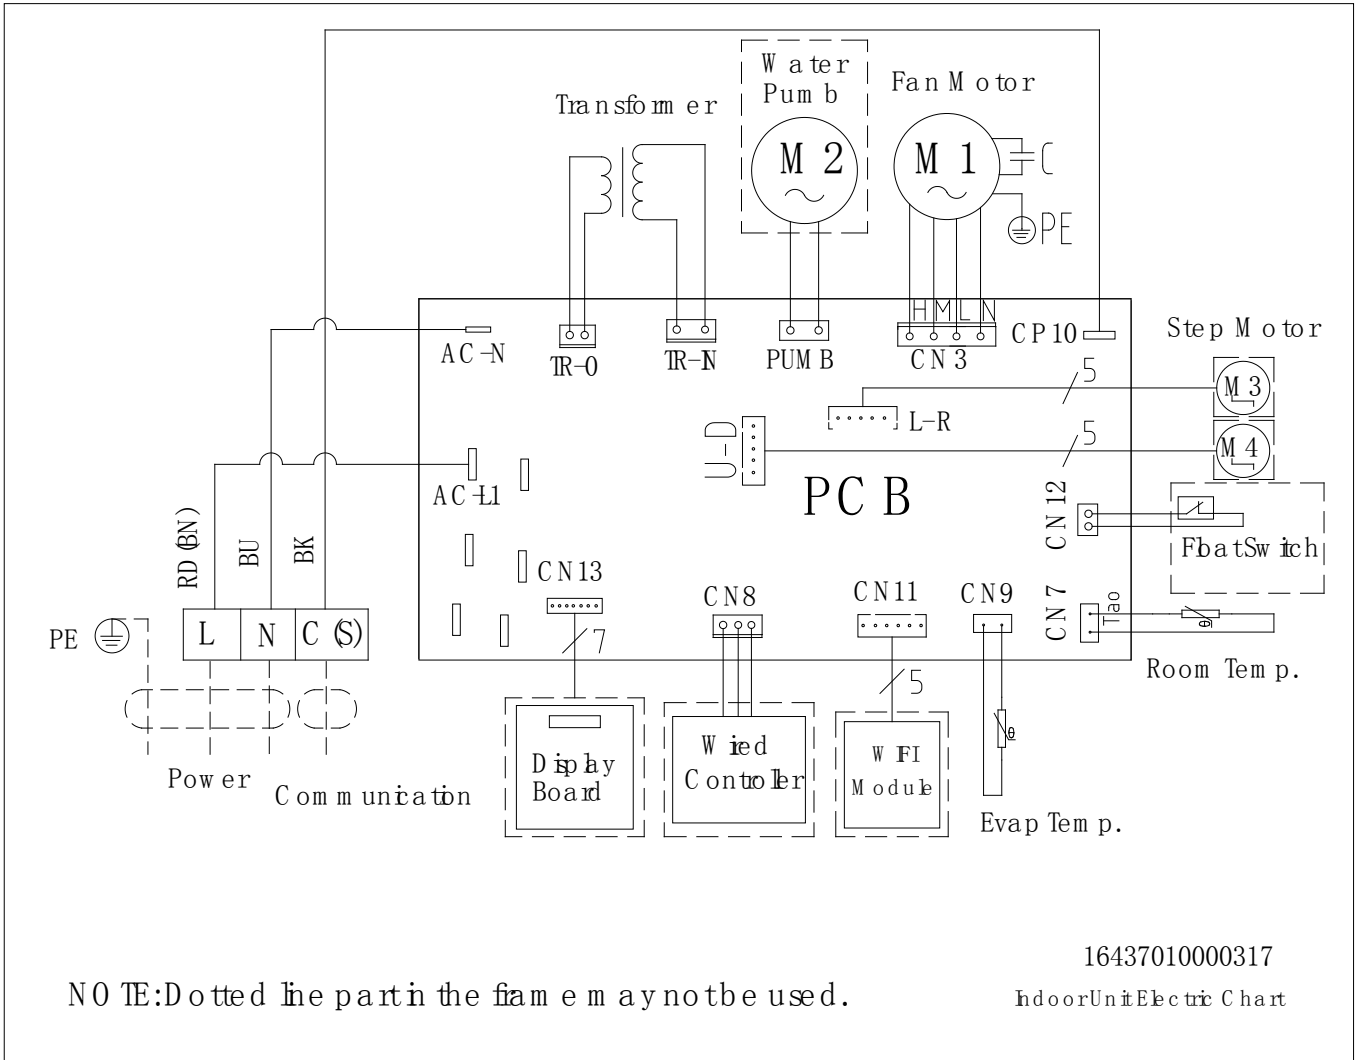 Water
Pumb
Fan Motor
Transformer
M2
M1
C
PE
H M L N
AC-N
TR-O
TR-IN
PUMB
CN3
CP10
Step Motor
5
M3
L-R
5
M4
U-D
AC-L1
PCB
CN12
Float Switch
RD(BN)
BU
BK
CN13
CN8
CN11
CN9
CN7
Tao
θ
PE
L
N
C(S)
7
5
Room Temp.
θ
Power
Communication
Display
Board
Wired
Controller
WIFI
Module
Evap Temp.
16437010000317
NOTE:Dotted line part in the frame may not be used.
Indoor Unit Electric Chart